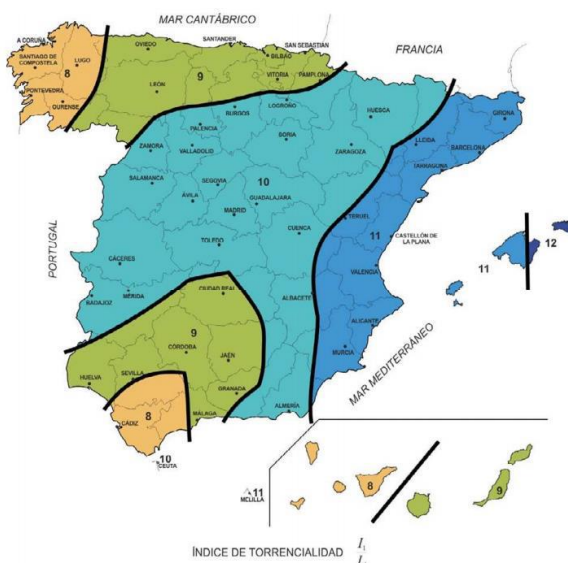 MAR CANTÁBRICO
A CORUÑA
SANTIAGO DE
COMPOSTELA
LUGO
8
PONTEVEDRA
OURENSE
OVIEDO
SANTANDER
BILBAO
SAN SEBASTIÁN
FRANCIA
9
VITORIA
PAMPLONA
LEÓN
LOGROÑO
BURGOS
HUESCA
GIRONA
PALENCIA
LLEIDA
BARCELONA
ZAMORA
VALLADOLID
SORIA
ZARAGOZA
TARRAGONA
10
SALAMANCA
SEGOVIA
ÁVILA
GUADALAJARA
MADRID
TERUEL
PORTUGAL
TOLEDO
CUENCA
11
CASTELLÓN DE
LA PLANA
11
12
CÁCERES
VALENCIA
BADAJOZ
MÉRIDA
CIUDAD REAL
ALBACETE
9
ALICANTE
CÓRDOBA
JAÉN
MURCIA
MAR MEDITERRÁNEO
HUELVA
SEVILLA
GRANADA
8
CÁDIZ
MÁLAGA
ALMERÍA
10
CEUTA
11
MELILLA
8
9
ÍNDICE DE TORRENCIALIDAD
I₁